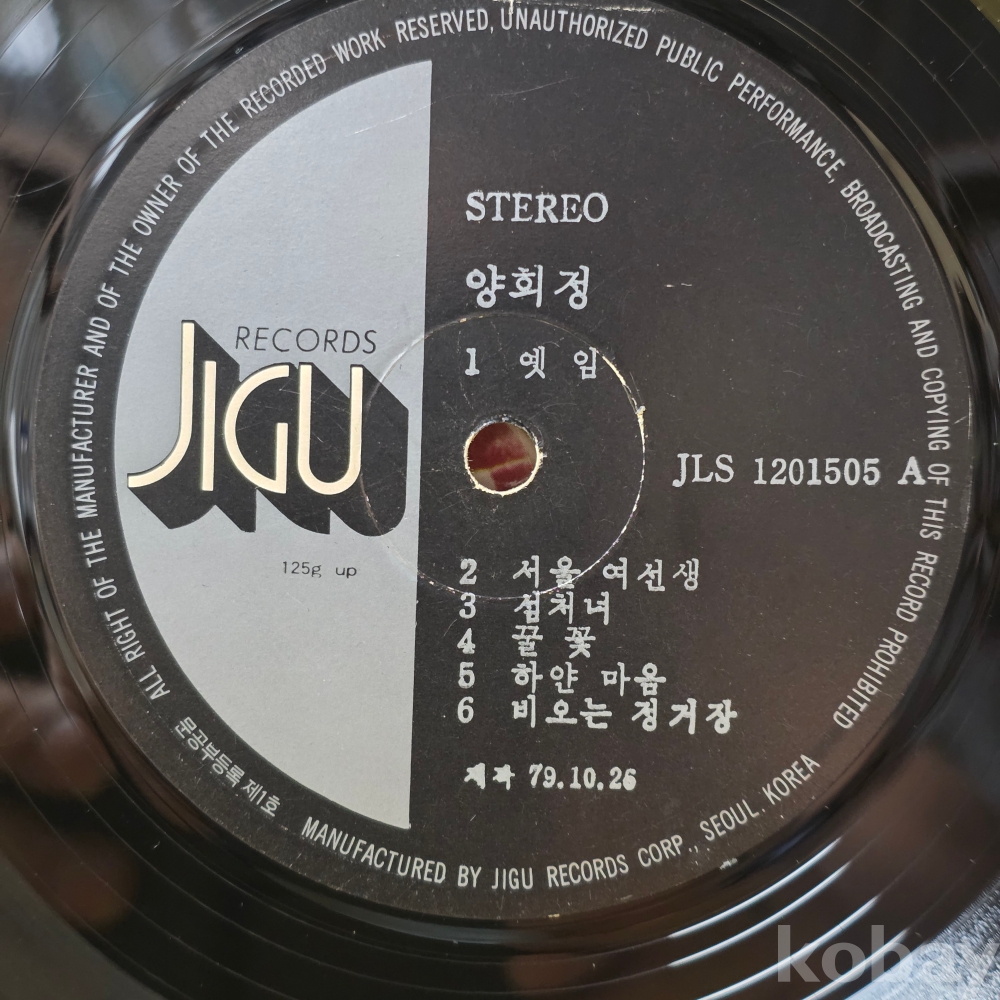 ALL RIGHT OF THE MANUFACTURER AND OF THE OWNER OF THE RECORDED WORK RESERVED, UNAUTHORIZED PUBLIC PERFORMANCE, BROADCASTING AND COPYING OF THIS RECORD PROHIBITED
STEREO
양희정
RECORDS
JIGU
1 옛 임
JLS 1201505 A
125g up
2 서울 여선생
3 섬처녀
4 꿀 꽃
5 하얀 마음
6 비오는 정거장
79.10.26
문공부등록 제1호
MANUFACTURED BY JIGU RECORDS CORP., SEOUL. KOREA
kobay